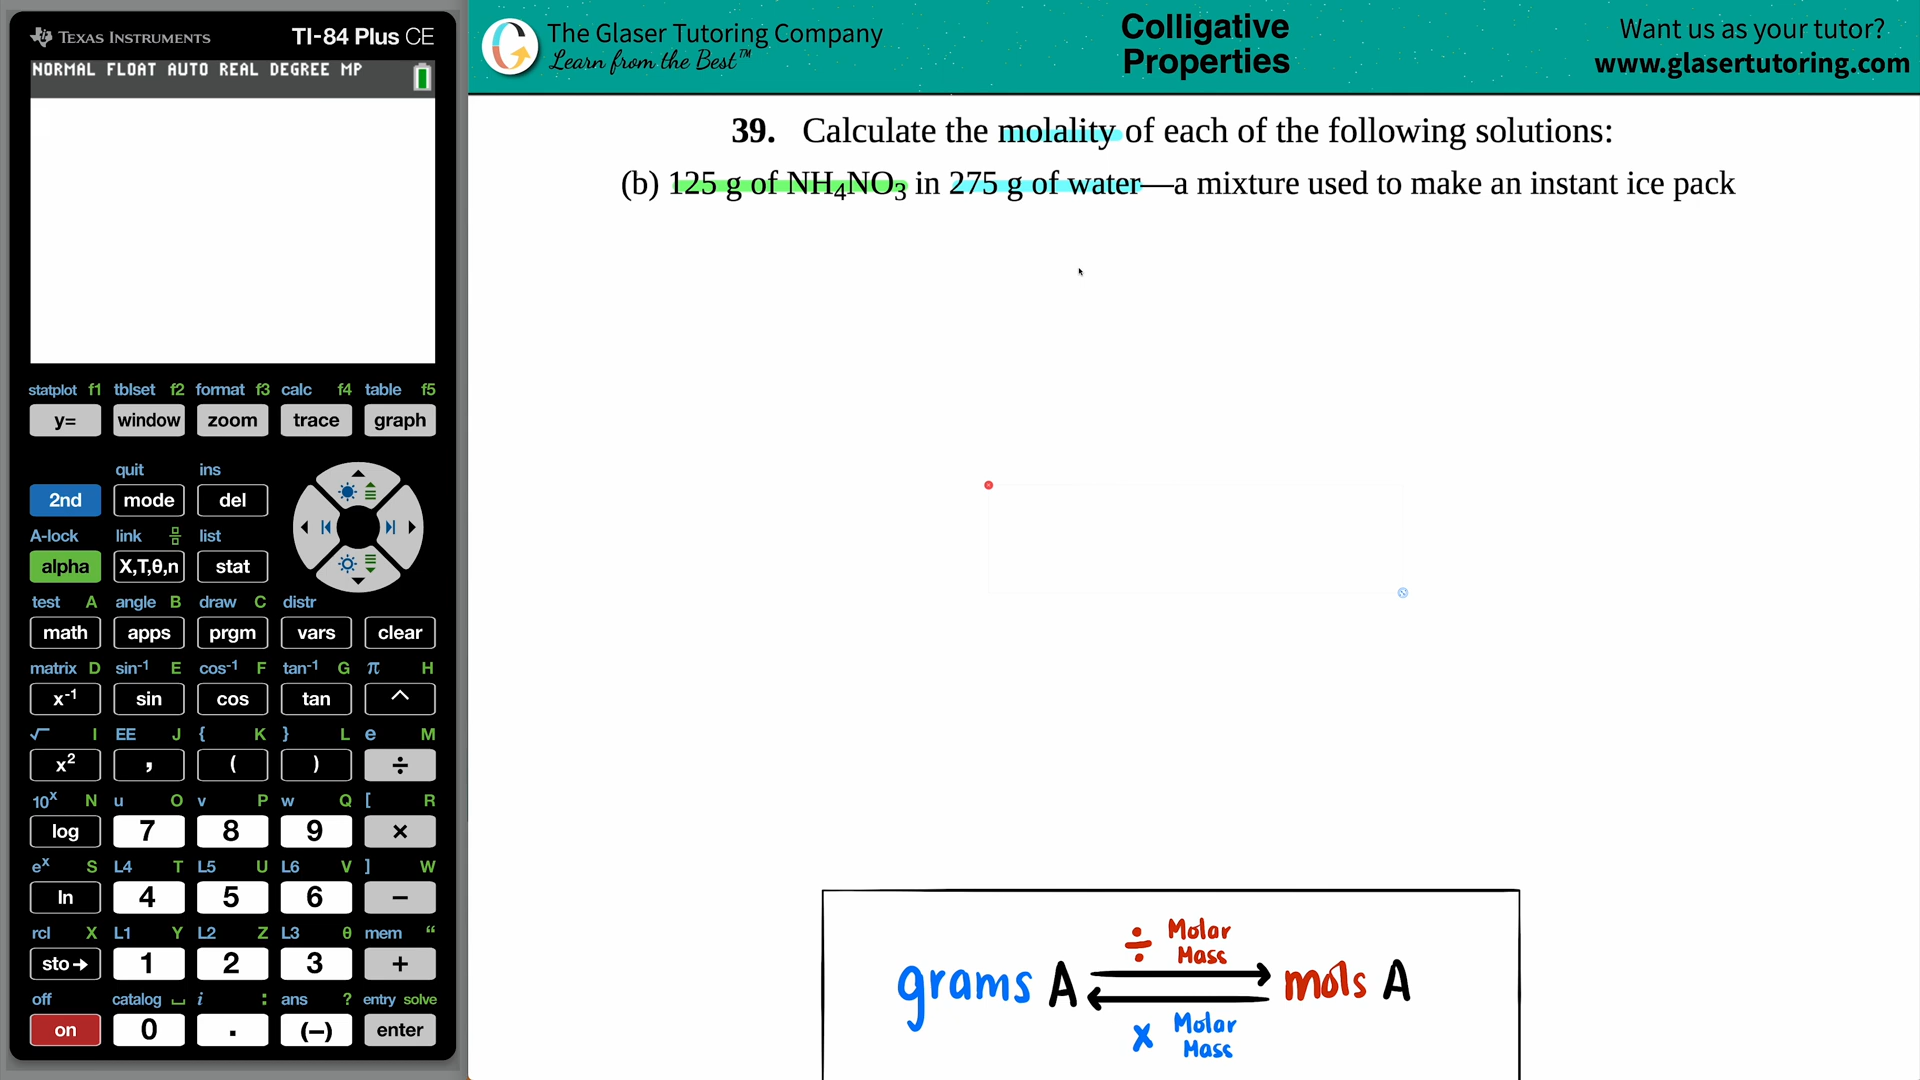 TEXAS INSTRUMENTS TI-84 Plus CE
NORMAL FLOAT AUTO REAL DEGREE MP
statplot f1 tblset f2 format f3 calc f4 table f5
y= window zoom trace graph
quit ins
2nd mode del
A-lock link list
alpha X,T,θ,n stat
test A angle B draw C distr
math apps prgm vars clear
matrix D sin⁻¹ E cos⁻¹ F tan⁻¹ G π H
x⁻¹ sin cos tan ^
√ I EE J { K } L e M
x² , ( ) ÷
10ˣ N u O v P w Q [ R
log 7 8 9 ×
eˣ S L4 T L5 U L6 V ] W
ln 4 5 6 −
rcl X L1 Y L2 Z L3 θ mem “
sto→ 1 2 3 +
off catalog ⎵ i : ans ? entry solve
on 0 . (−) enter
The Glaser Tutoring Company
Learn from the Best™
Colligative
Properties
Want us as your tutor?
www.glasertutoring.com
39. Calculate the molality of each of the following solutions:
(b) 125 g of NH₄NO₃ in 275 g of water—a mixture used to make an instant ice pack
÷ Molar
Mass
grams A mols A
x Molar
Mass